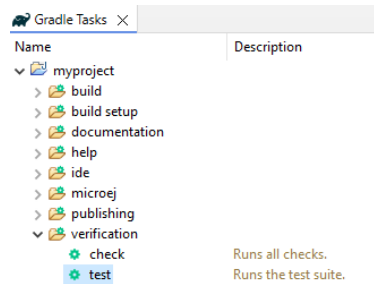 Gradle Tasks
Name Description
myproject
build
build setup
documentation
help
ide
microej
publishing
verification
check Runs all checks.
test Runs the test suite.